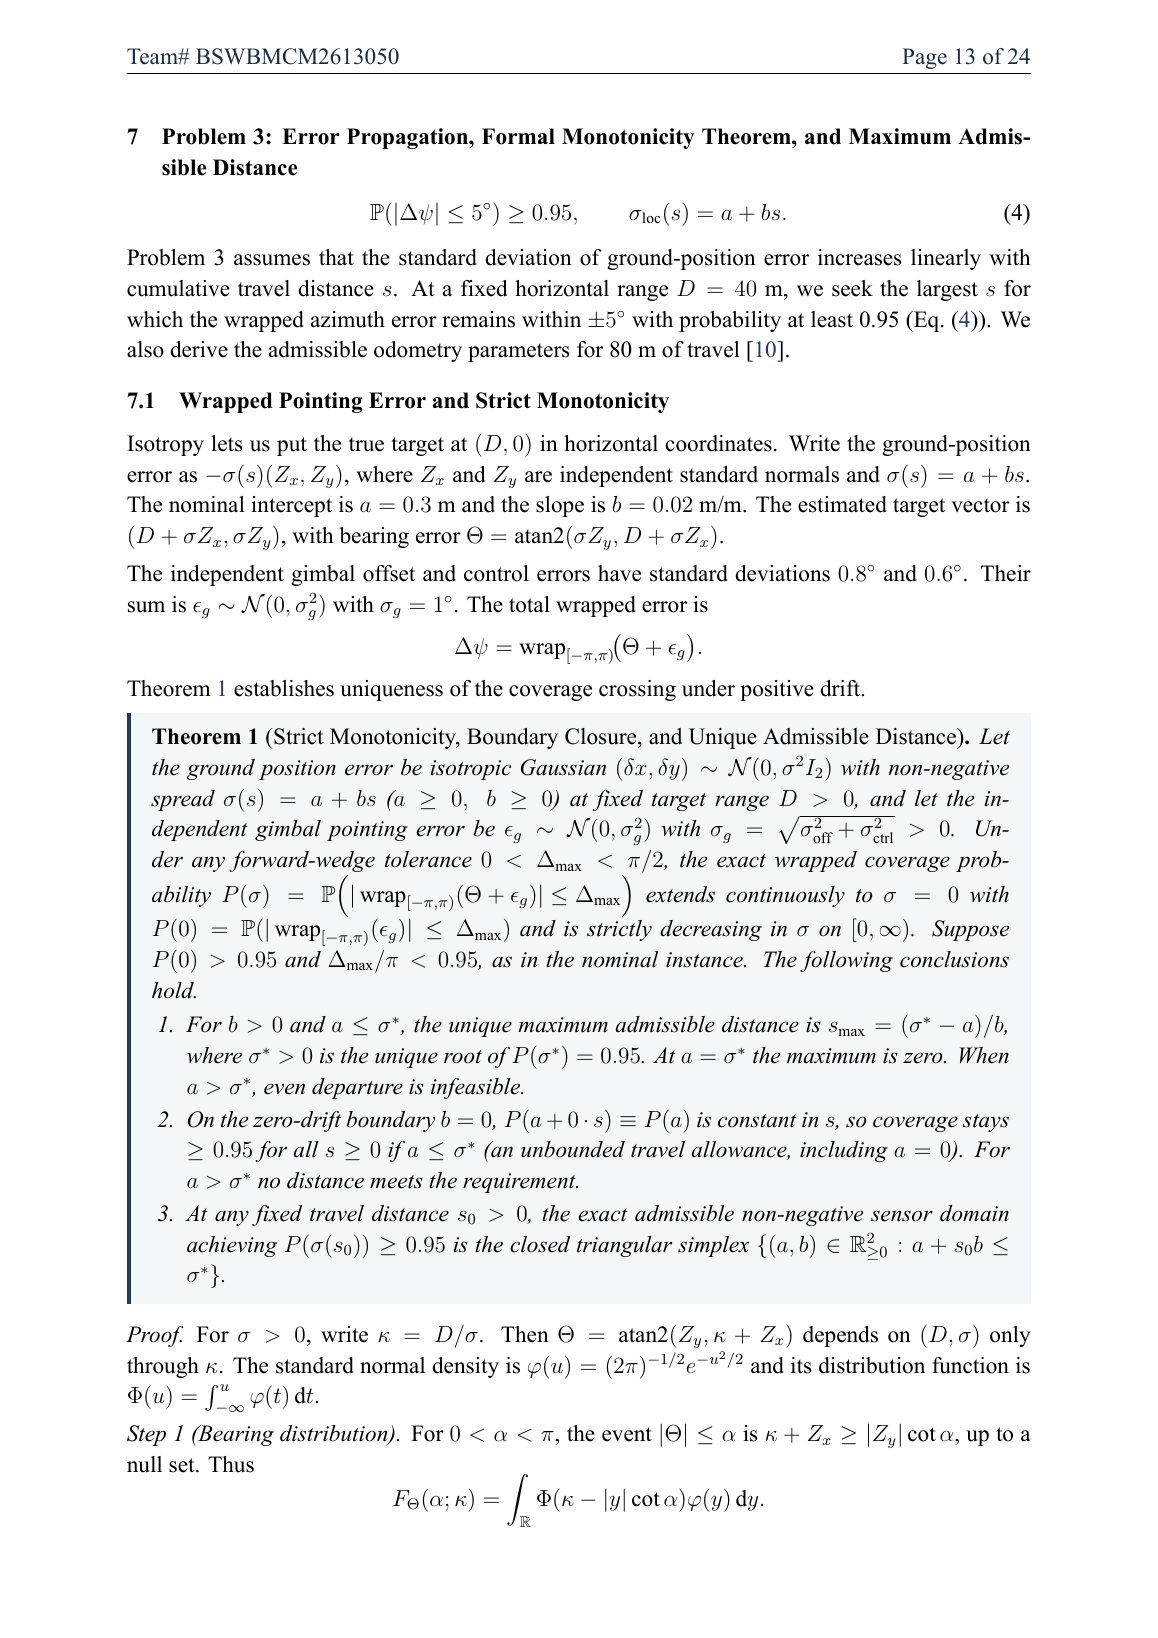 Team# BSWBMCM2613050 Page 13 of 24
7 Problem 3: Error Propagation, Formal Monotonicity Theorem, and Maximum Admis-
sible Distance
ℙ(|Δψ| ≤ 5°) ≥ 0.95, σ_loc(s) = a + bs. (4)
Problem 3 assumes that the standard deviation of ground-position error increases linearly with
cumulative travel distance s. At a fixed horizontal range D = 40 m, we seek the largest s for
which the wrapped azimuth error remains within ±5° with probability at least 0.95 (Eq. (4)). We
also derive the admissible odometry parameters for 80 m of travel [10].
7.1 Wrapped Pointing Error and Strict Monotonicity
Isotropy lets us put the true target at (D, 0) in horizontal coordinates. Write the ground-position
error as −σ(s)(Z_x, Z_y), where Z_x and Z_y are independent standard normals and σ(s) = a + bs.
The nominal intercept is a = 0.3 m and the slope is b = 0.02 m/m. The estimated target vector is
(D + σZ_x, σZ_y), with bearing error Θ = atan2(σZ_y, D + σZ_x).
The independent gimbal offset and control errors have standard deviations 0.8° and 0.6°. Their
sum is ϵ_g ∼ 𝒩(0, σ_g^2) with σ_g = 1°. The total wrapped error is
Δψ = wrap_[−π,π)(Θ + ϵ_g).
Theorem 1 establishes uniqueness of the coverage crossing under positive drift.
Theorem 1 (Strict Monotonicity, Boundary Closure, and Unique Admissible Distance). Let
the ground position error be isotropic Gaussian (δx, δy) ∼ 𝒩(0, σ^2 I_2) with non-negative
spread σ(s) = a + bs (a ≥ 0, b ≥ 0) at fixed target range D > 0, and let the in-
dependent gimbal pointing error be ϵ_g ∼ 𝒩(0, σ_g^2) with σ_g = √(σ_off^2 + σ_ctrl^2) > 0. Un-
der any forward-wedge tolerance 0 < Δ_max < π/2, the exact wrapped coverage prob-
ability P(σ) = ℙ(| wrap_[−π,π)(Θ + ϵ_g)| ≤ Δ_max) extends continuously to σ = 0 with
P(0) = ℙ(| wrap_[−π,π)(ϵ_g)| ≤ Δ_max) and is strictly decreasing in σ on [0, ∞). Suppose
P(0) > 0.95 and Δ_max/π < 0.95, as in the nominal instance. The following conclusions
hold.
1. For b > 0 and a ≤ σ*, the unique maximum admissible distance is s_max = (σ* − a)/b,
where σ* > 0 is the unique root of P(σ*) = 0.95. At a = σ* the maximum is zero. When
a > σ*, even departure is infeasible.
2. On the zero-drift boundary b = 0, P(a + 0 · s) ≡ P(a) is constant in s, so coverage stays
≥ 0.95 for all s ≥ 0 if a ≤ σ* (an unbounded travel allowance, including a = 0). For
a > σ* no distance meets the requirement.
3. At any fixed travel distance s_0 > 0, the exact admissible non-negative sensor domain
achieving P(σ(s_0)) ≥ 0.95 is the closed triangular simplex {(a, b) ∈ ℝ_≥0^2 : a + s_0b ≤
σ*}.
Proof. For σ > 0, write κ = D/σ. Then Θ = atan2(Z_y, κ + Z_x) depends on (D, σ) only
through κ. The standard normal density is φ(u) = (2π)^−1/2 e^−u^2/2 and its distribution function is
Φ(u) = ∫_−∞^u φ(t) dt.
Step 1 (Bearing distribution). For 0 < α < π, the event |Θ| ≤ α is κ + Z_x ≥ |Z_y| cot α, up to a
null set. Thus
F_Θ(α; κ) = ∫_ℝ Φ(κ − |y| cot α)φ(y) dy.